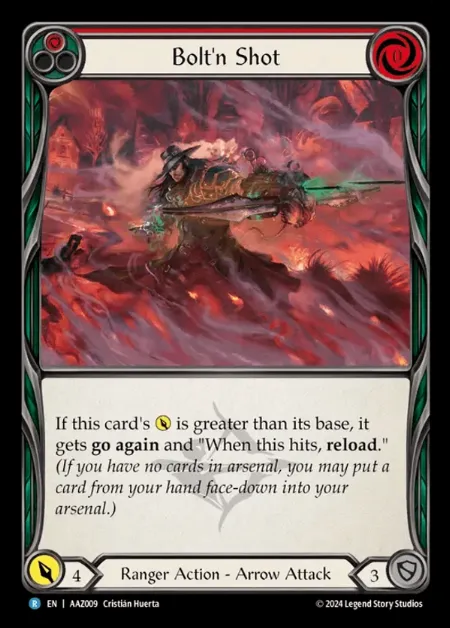 Bolt'n Shot
0
If this card's is greater than its base, it
gets go again and "When this hits, reload."
(If you have no cards in arsenal, you may put a
card from your hand face-down into your
arsenal.)
4
Ranger Action - Arrow Attack
3
R EN | AAZ009 Cristián Huerta
© 2024 Legend Story Studios